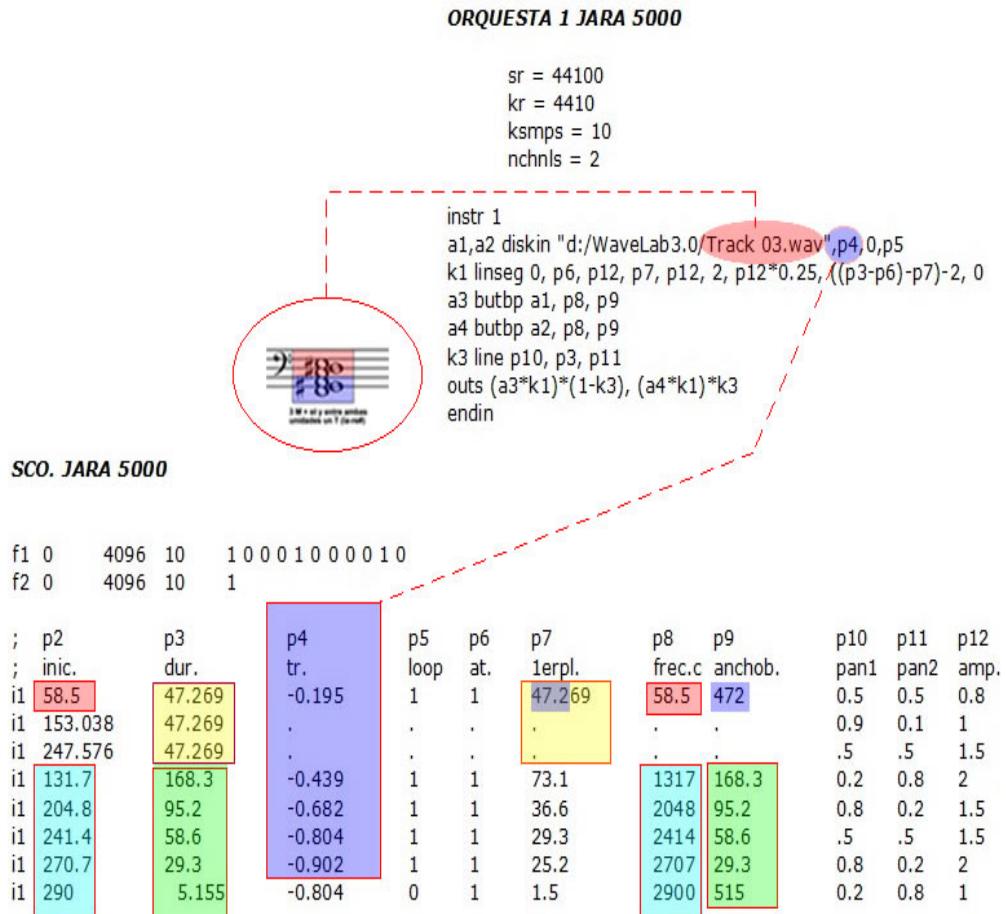 ORQUESTA 1 JARA 5000
sr = 44100
kr = 4410
ksmps = 10
nchnls = 2
instr 1
a1,a2 diskin "d:/WaveLab3.0/Track 03.wav",p4,0,p5
k1 linseg 0, p6, p12, p7, p12, 2, p12*0.25, ((p3-p6)-p7)-2, 0
a3 butbp a1, p8, p9
a4 butbp a2, p8, p9
k3 line p10, p3, p11
outs (a3*k1)*(1-k3), (a4*k1)*k3
endin
3 M + st y entre ambas
unidades un T (la-re#)
SCO. JARA 5000
f1 0 4096 10 1 0 0 0 1 0 0 0 0 1 0
f2 0 4096 10 1
; p2 p3 p4 p5 p6 p7 p8 p9 p10 p11 p12
; inic. dur. tr. loop at. 1erpl. frec.c anchob. pan1 pan2 amp.
i1 58.5 47.269 -0.195 1 1 47.269 58.5 472 0.5 0.5 0.8
i1 153.038 47.269 . . . . . . 0.9 0.1 1
i1 247.576 47.269 . . . . . . .5 .5 1.5
i1 131.7 168.3 -0.439 1 1 73.1 1317 168.3 0.2 0.8 2
i1 204.8 95.2 -0.682 1 1 36.6 2048 95.2 0.8 0.2 1.5
i1 241.4 58.6 -0.804 1 1 29.3 2414 58.6 .5 .5 1.5
i1 270.7 29.3 -0.902 1 1 25.2 2707 29.3 0.8 0.2 2
i1 290 5.155 -0.804 0 1 1.5 2900 515 0.2 0.8 1